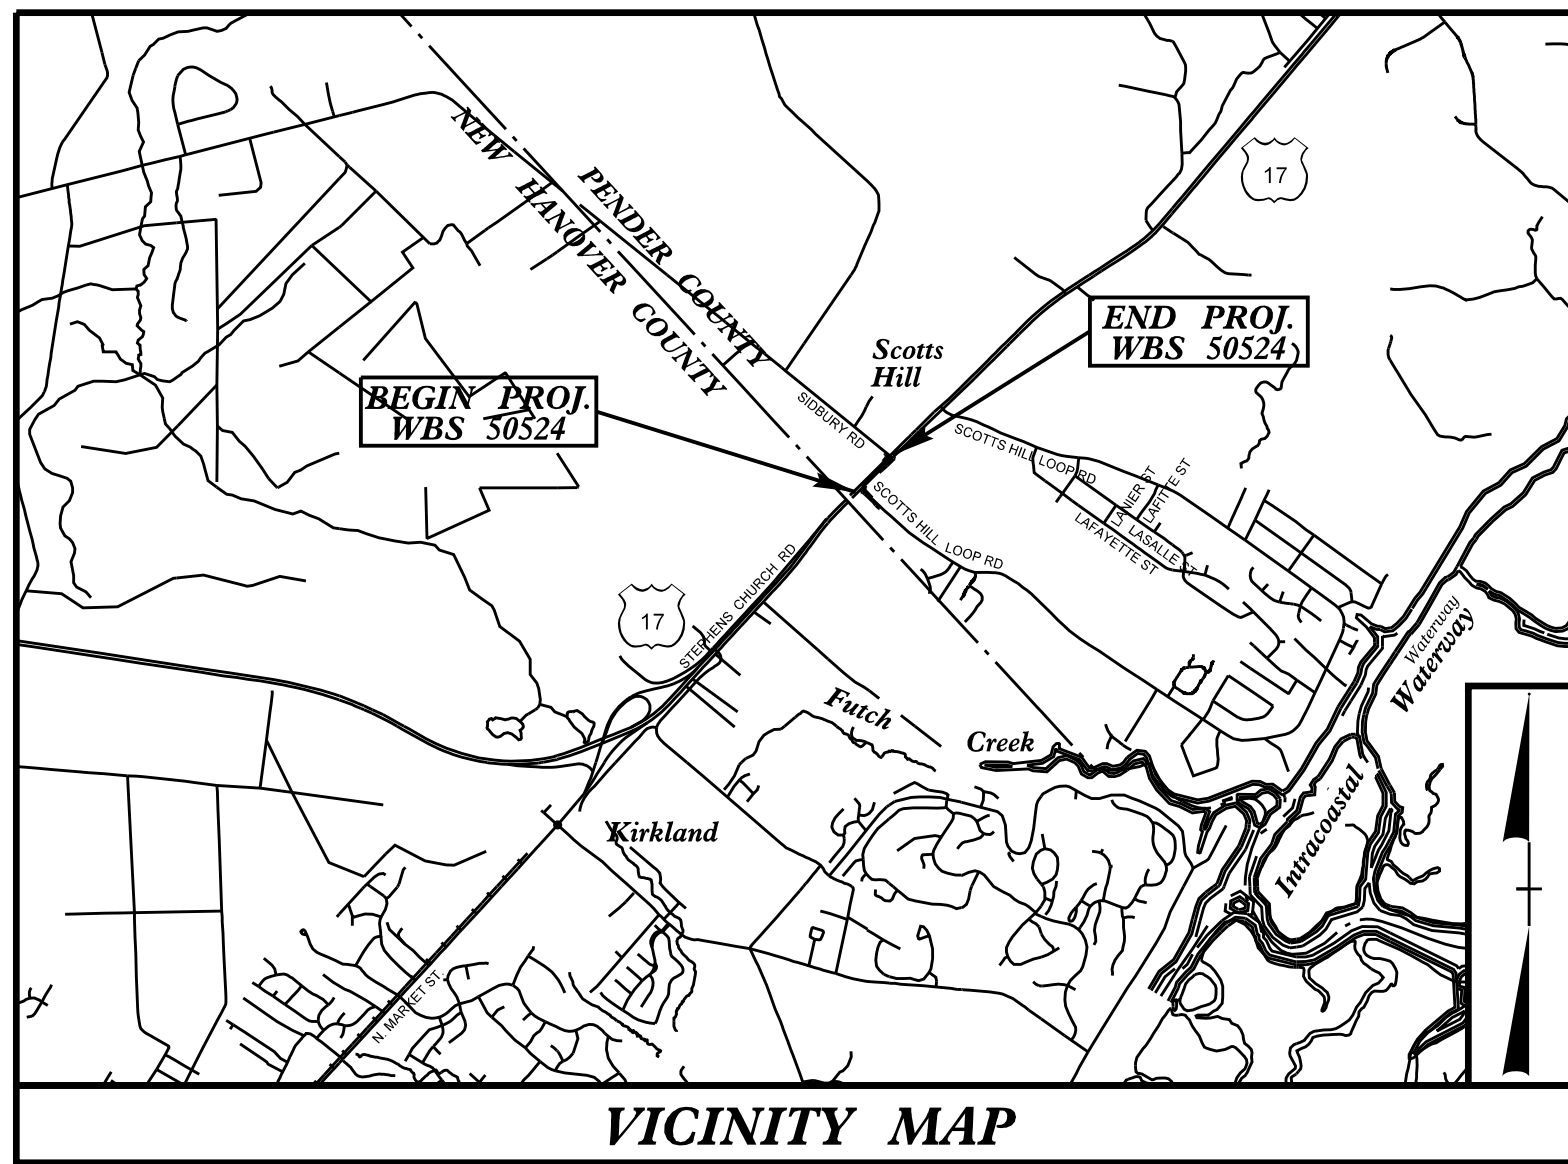 NEW HANOVER COUNTY
PENDER COUNTY
17
END PROJ.
WBS 50524
Scotts
Hill
BEGIN PROJ.
WBS 50524
SIDBURY RD
SCOTTS HILL LOOP RD
SCOTTS HILL LOOP RD
LANIER ST
LAFITTE ST
LASALLE ST
LAFAYETTE ST
STEPHENS CHURCH RD
17
Waterway
Waterway
Futch
Creek
Intracoastal
Kirkland
N. MARKET ST.
VICINITY MAP